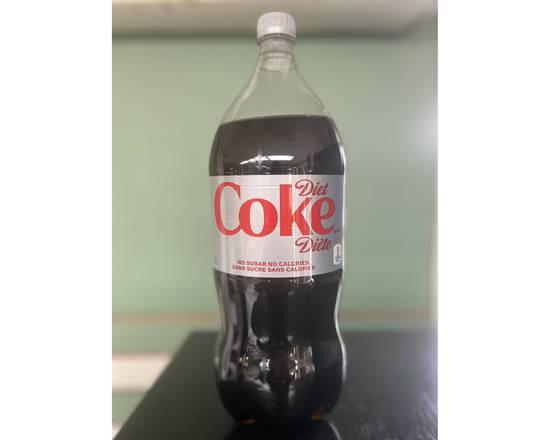 Diet
Coke
Diète
NO SUGAR NO CALORIES
SANS SUCRE SANS CALORIES